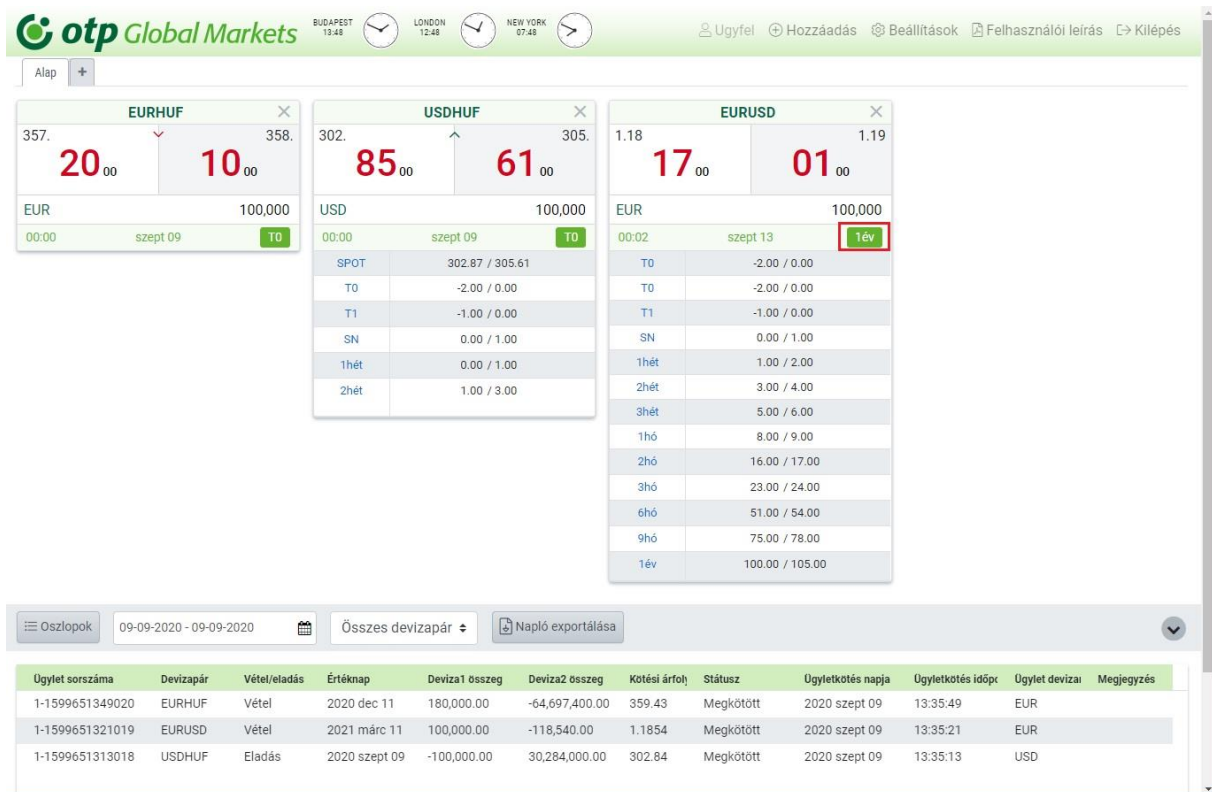 otp Global Markets BUDAPEST 13:48 LONDON 12:48 NEW YORK 07:48 Ugyfel Hozzáadás Beállítások Felhasználói leírás Kilépés
Alap +
EURHUF
357. 358.
20 00 10 00
EUR 100,000
00:00 szept 09 T0
USDHUF
302. 305.
85 00 61 00
USD 100,000
00:00 szept 09 T0
SPOT 302.87 / 305.61
T0 -2.00 / 0.00
T1 -1.00 / 0.00
SN 0.00 / 1.00
1hét 0.00 / 1.00
2hét 1.00 / 3.00
EURUSD
1.18 1.19
17 00 01 00
EUR 100,000
00:02 szept 13 1év
T0 -2.00 / 0.00
T0 -2.00 / 0.00
T1 -1.00 / 0.00
SN 0.00 / 1.00
1hét 1.00 / 2.00
2hét 3.00 / 4.00
3hét 5.00 / 6.00
1hó 8.00 / 9.00
2hó 16.00 / 17.00
3hó 23.00 / 24.00
6hó 51.00 / 54.00
9hó 75.00 / 78.00
1év 100.00 / 105.00
Oszlopok 09-09-2020 - 09-09-2020 Összes devizapár Napló exportálása
Ügylet sorszáma Devizapár Vétel/eladás Értéknap Deviza1 összeg Deviza2 összeg Kötési árfoly Státusz Ügyletkötés napja Ügyletkötés időpo Ügylet devizai Megjegyzés
1-1599651349020 EURHUF Vétel 2020 dec 11 180,000.00 -64,697,400.00 359.43 Megkötött 2020 szept 09 13:35:49 EUR
1-1599651321019 EURUSD Vétel 2021 márc 11 100,000.00 -118,540.00 1.1854 Megkötött 2020 szept 09 13:35:21 EUR
1-1599651313018 USDHUF Eladás 2020 szept 09 -100,000.00 30,284,000.00 302.84 Megkötött 2020 szept 09 13:35:13 USD